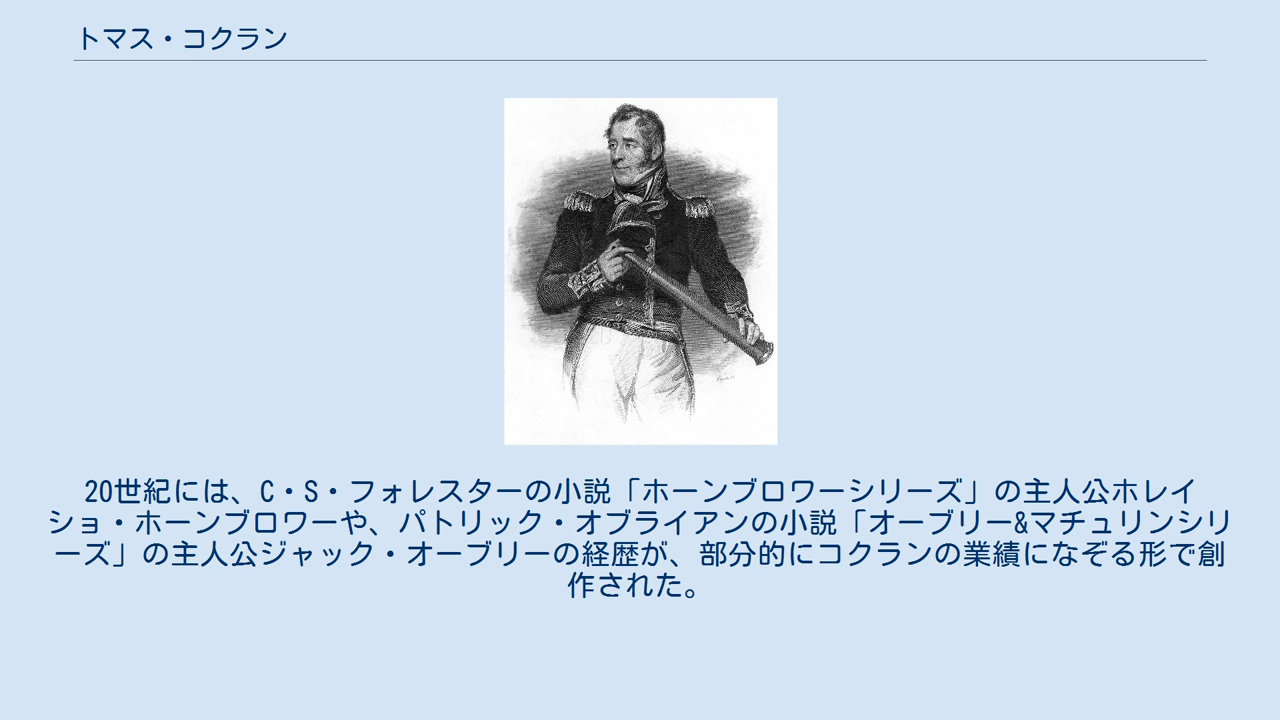 トマス・コクラン
20世紀には、C・S・フォレスターの小説「ホーンブロワーシリーズ」の主人公ホレイ
ショ・ホーンブロワーや、パトリック・オブライアンの小説「オーブリー&マチュリンシリ
ーズ」の主人公ジャック・オーブリーの経歴が、部分的にコクランの業績になぞる形で創
作された。